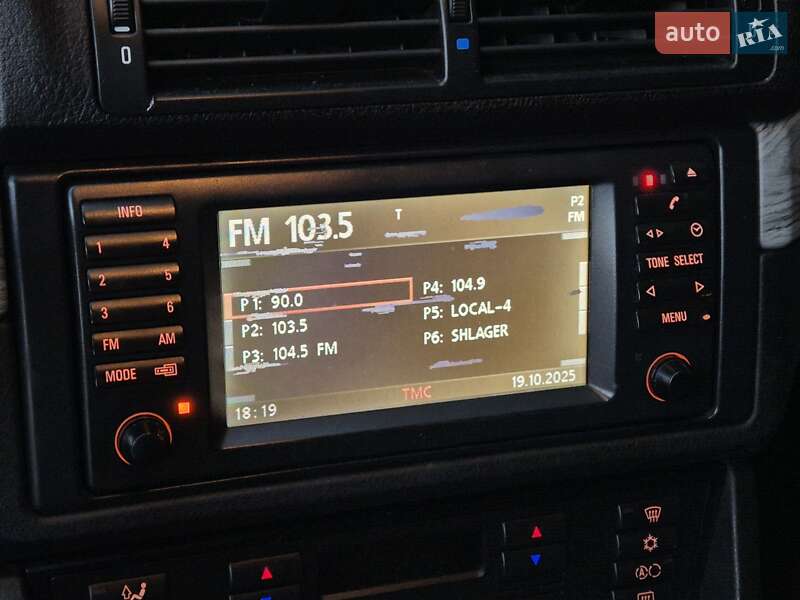 auto RIA .com
0
INFO
1 4
2 5
3 6
FM AM
MODE
FM 103.5 T P2
FM
P1: 90.0
P2: 103.5
P3: 104.5 FM
P4: 104.9
P5: LOCAL-4
P6: SHLAGER
TMC
18:19
19.10.2025
TONE SELECT
MENU
A